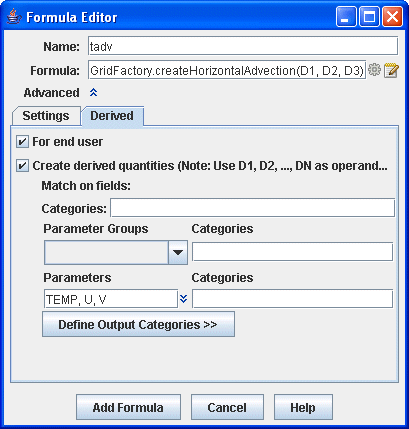 Formula Editor
Name: tadv
Formula: GridFactory.createHorizontalAdvection(D1, D2, D3)
Advanced
Settings Derived
For end user
Create derived quantities (Note: Use D1, D2, ..., DN as operand...
Match on fields:
Categories:
Parameter Groups Categories
Parameters Categories
TEMP, U, V
Define Output Categories >>
Add Formula Cancel Help